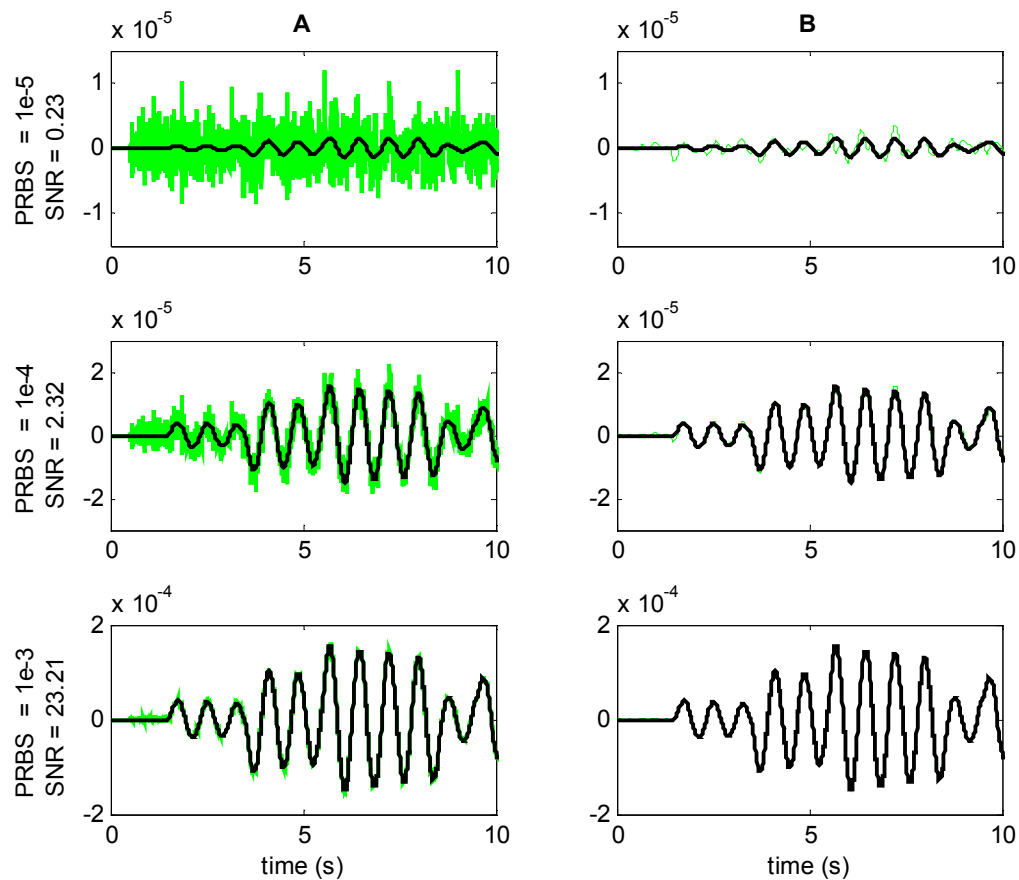 A
B
x 10^-5
x 10^-5
PRBS = 1e-5
SNR = 0.23
1
0
-1
0
5
10
1
0
-1
0
5
10
x 10^-5
x 10^-5
PRBS = 1e-4
SNR = 2.32
2
0
-2
0
5
10
2
0
-2
0
5
10
x 10^-4
x 10^-4
PRBS = 1e-3
SNR = 23.21
2
0
-2
0
5
10
time (s)
2
0
-2
0
5
10
time (s)